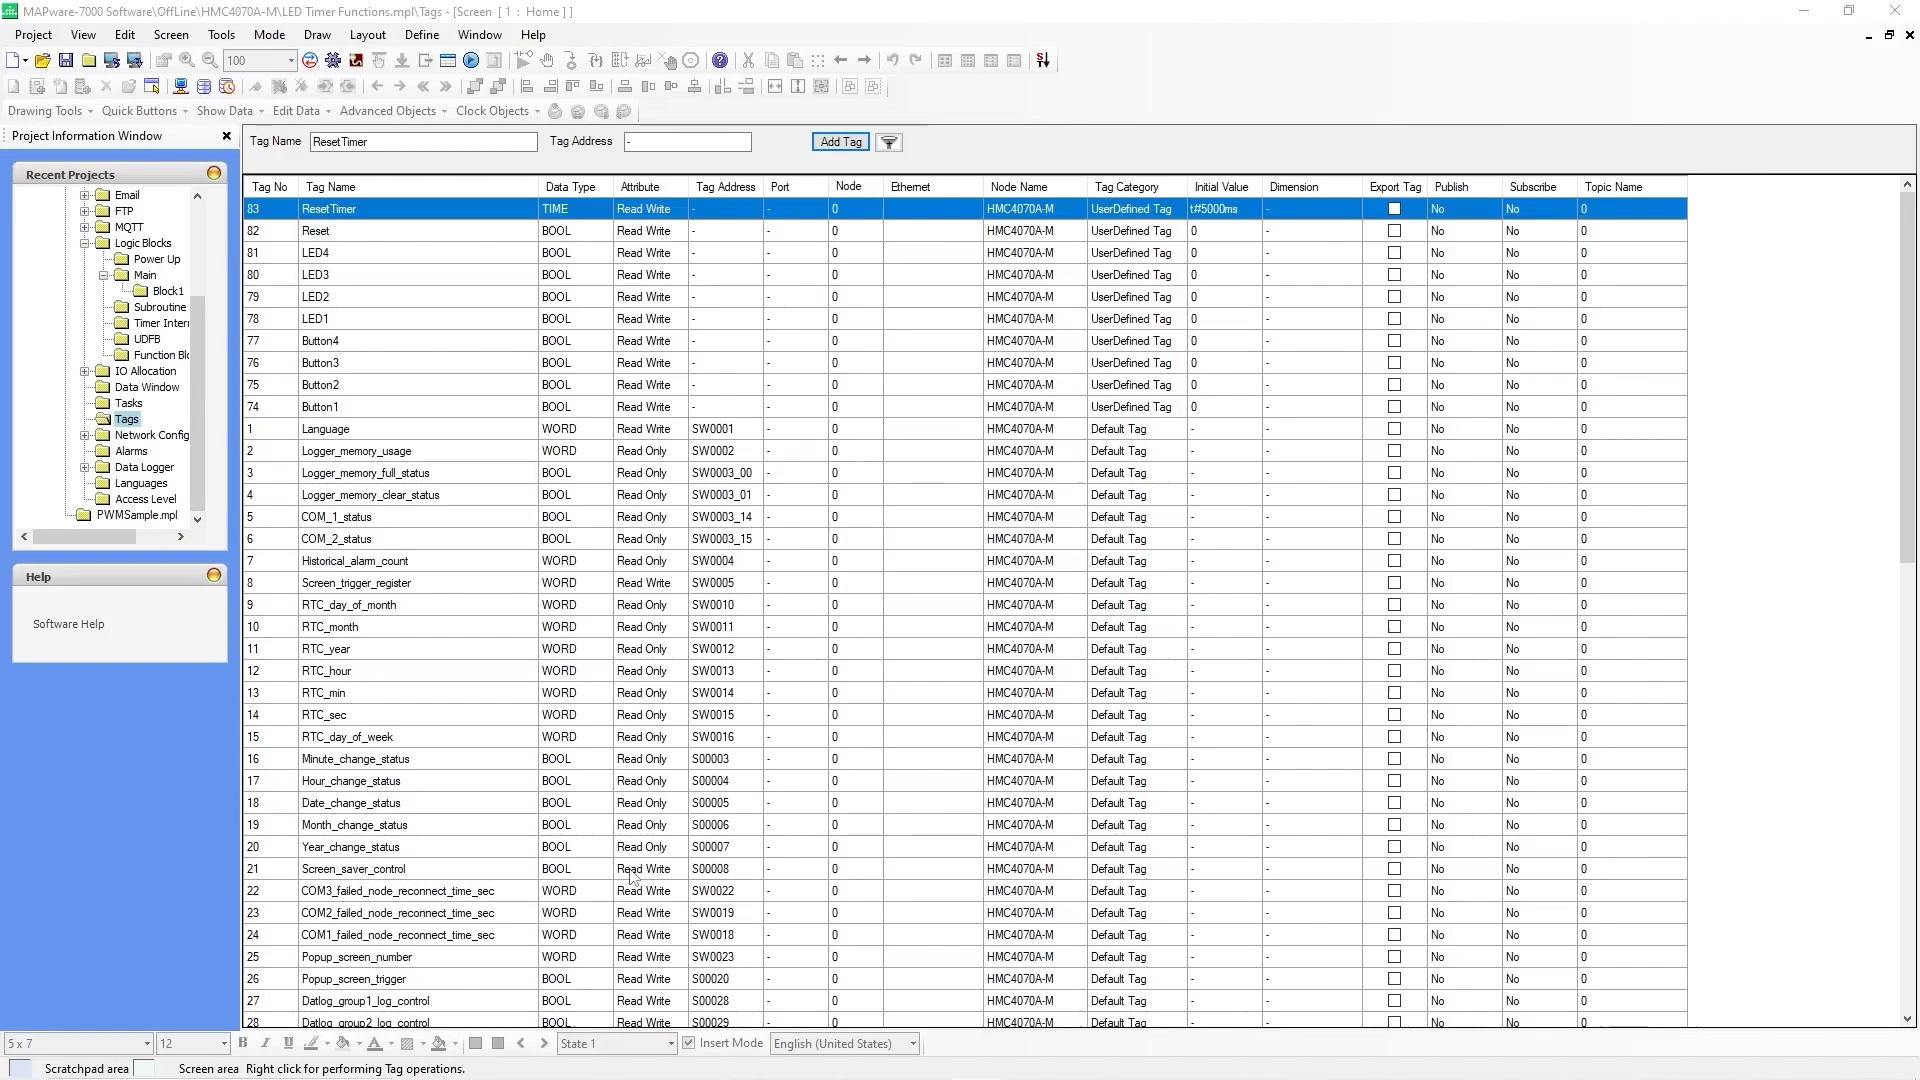 MAPware-7000 Software\OffLine\HMC4070A-M\LED Timer Functions.mpl\Tags - [Screen [ 1 : Home ] ]
Project View Edit Screen Tools Mode Draw Layout Define Window Help
100
Drawing Tools Quick Buttons Show Data Edit Data Advanced Objects Clock Objects
Project Information Window
Tag Name ResetTimer Tag Address - Add Tag
Recent Projects
Email
FTP
MQTT
Logic Blocks
Power Up
Main
Block1
Subroutine
Timer Inter
UDFB
Function Blo
IO Allocation
Data Window
Tasks
Tags
Network Config
Alarms
Data Logger
Languages
Access Level
PWMSample.mpl
Help
Software Help
Tag No Tag Name Data Type Attribute Tag Address Port Node Ethernet Node Name Tag Category Initial Value Dimension Export Tag Publish Subscribe Topic Name
83 ResetTimer TIME Read Write - - 0 HMC4070A-M UserDefined Tag t#5000ms - No No 0
82 Reset BOOL Read Write - - 0 HMC4070A-M UserDefined Tag 0 - No No 0
81 LED4 BOOL Read Write - - 0 HMC4070A-M UserDefined Tag 0 - No No 0
80 LED3 BOOL Read Write - - 0 HMC4070A-M UserDefined Tag 0 - No No 0
79 LED2 BOOL Read Write - - 0 HMC4070A-M UserDefined Tag 0 - No No 0
78 LED1 BOOL Read Write - - 0 HMC4070A-M UserDefined Tag 0 - No No 0
77 Button4 BOOL Read Write - - 0 HMC4070A-M UserDefined Tag 0 - No No 0
76 Button3 BOOL Read Write - - 0 HMC4070A-M UserDefined Tag 0 - No No 0
75 Button2 BOOL Read Write - - 0 HMC4070A-M UserDefined Tag 0 - No No 0
74 Button1 BOOL Read Write - - 0 HMC4070A-M UserDefined Tag 0 - No No 0
1 Language WORD Read Write SW0001 - 0 HMC4070A-M Default Tag - - No No 0
2 Logger_memory_usage WORD Read Only SW0002 - 0 HMC4070A-M Default Tag - - No No 0
3 Logger_memory_full_status BOOL Read Only SW0003_00 - 0 HMC4070A-M Default Tag - - No No 0
4 Logger_memory_clear_status BOOL Read Only SW0003_01 - 0 HMC4070A-M Default Tag - - No No 0
5 COM_1_status BOOL Read Only SW0003_14 - 0 HMC4070A-M Default Tag - - No No 0
6 COM_2_status BOOL Read Only SW0003_15 - 0 HMC4070A-M Default Tag - - No No 0
7 Historical_alarm_count WORD Read Only SW0004 - 0 HMC4070A-M Default Tag - - No No 0
8 Screen_trigger_register WORD Read Write SW0005 - 0 HMC4070A-M Default Tag - - No No 0
9 RTC_day_of_month WORD Read Only SW0010 - 0 HMC4070A-M Default Tag - - No No 0
10 RTC_month WORD Read Only SW0011 - 0 HMC4070A-M Default Tag - - No No 0
11 RTC_year WORD Read Only SW0012 - 0 HMC4070A-M Default Tag - - No No 0
12 RTC_hour WORD Read Only SW0013 - 0 HMC4070A-M Default Tag - - No No 0
13 RTC_min WORD Read Only SW0014 - 0 HMC4070A-M Default Tag - - No No 0
14 RTC_sec WORD Read Only SW0015 - 0 HMC4070A-M Default Tag - - No No 0
15 RTC_day_of_week WORD Read Only SW0016 - 0 HMC4070A-M Default Tag - - No No 0
16 Minute_change_status BOOL Read Only S00003 - 0 HMC4070A-M Default Tag - - No No 0
17 Hour_change_status BOOL Read Only S00004 - 0 HMC4070A-M Default Tag - - No No 0
18 Date_change_status BOOL Read Only S00005 - 0 HMC4070A-M Default Tag - - No No 0
19 Month_change_status BOOL Read Only S00006 - 0 HMC4070A-M Default Tag - - No No 0
20 Year_change_status BOOL Read Only S00007 - 0 HMC4070A-M Default Tag - - No No 0
21 Screen_saver_control BOOL Read Write S00008 - 0 HMC4070A-M Default Tag - - No No 0
22 COM3_failed_node_reconnect_time_sec WORD Read Write SW0022 - 0 HMC4070A-M Default Tag - - No No 0
23 COM2_failed_node_reconnect_time_sec WORD Read Write SW0019 - 0 HMC4070A-M Default Tag - - No No 0
24 COM1_failed_node_reconnect_time_sec WORD Read Write SW0018 - 0 HMC4070A-M Default Tag - - No No 0
25 Popup_screen_number WORD Read Write SW0023 - 0 HMC4070A-M Default Tag - - No No 0
26 Popup_screen_trigger BOOL Read Write S00020 - 0 HMC4070A-M Default Tag - - No No 0
27 Datlog_group1_log_control BOOL Read Write S00028 - 0 HMC4070A-M Default Tag - - No No 0
28 Datlog_group2_log_control BOOL Read Write S00029 - 0 HMC4070A-M Default Tag - - No No 0
5 x 7 12 B I U A State 1 Insert Mode English (United States)
Scratchpad area Screen area Right click for performing Tag operations.